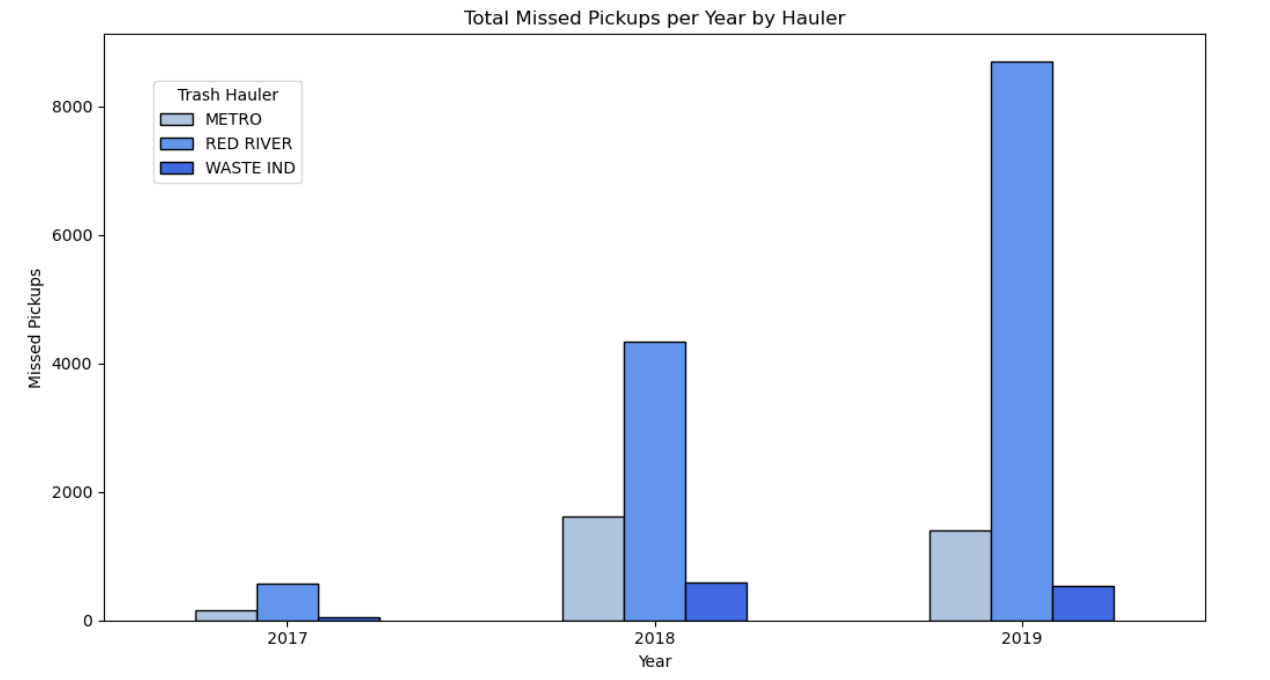 Total Missed Pickups per Year by Hauler
Trash Hauler
METRO
RED RIVER
WASTE IND
8000
6000
4000
2000
0
Missed Pickups
2017
2018
2019
Year